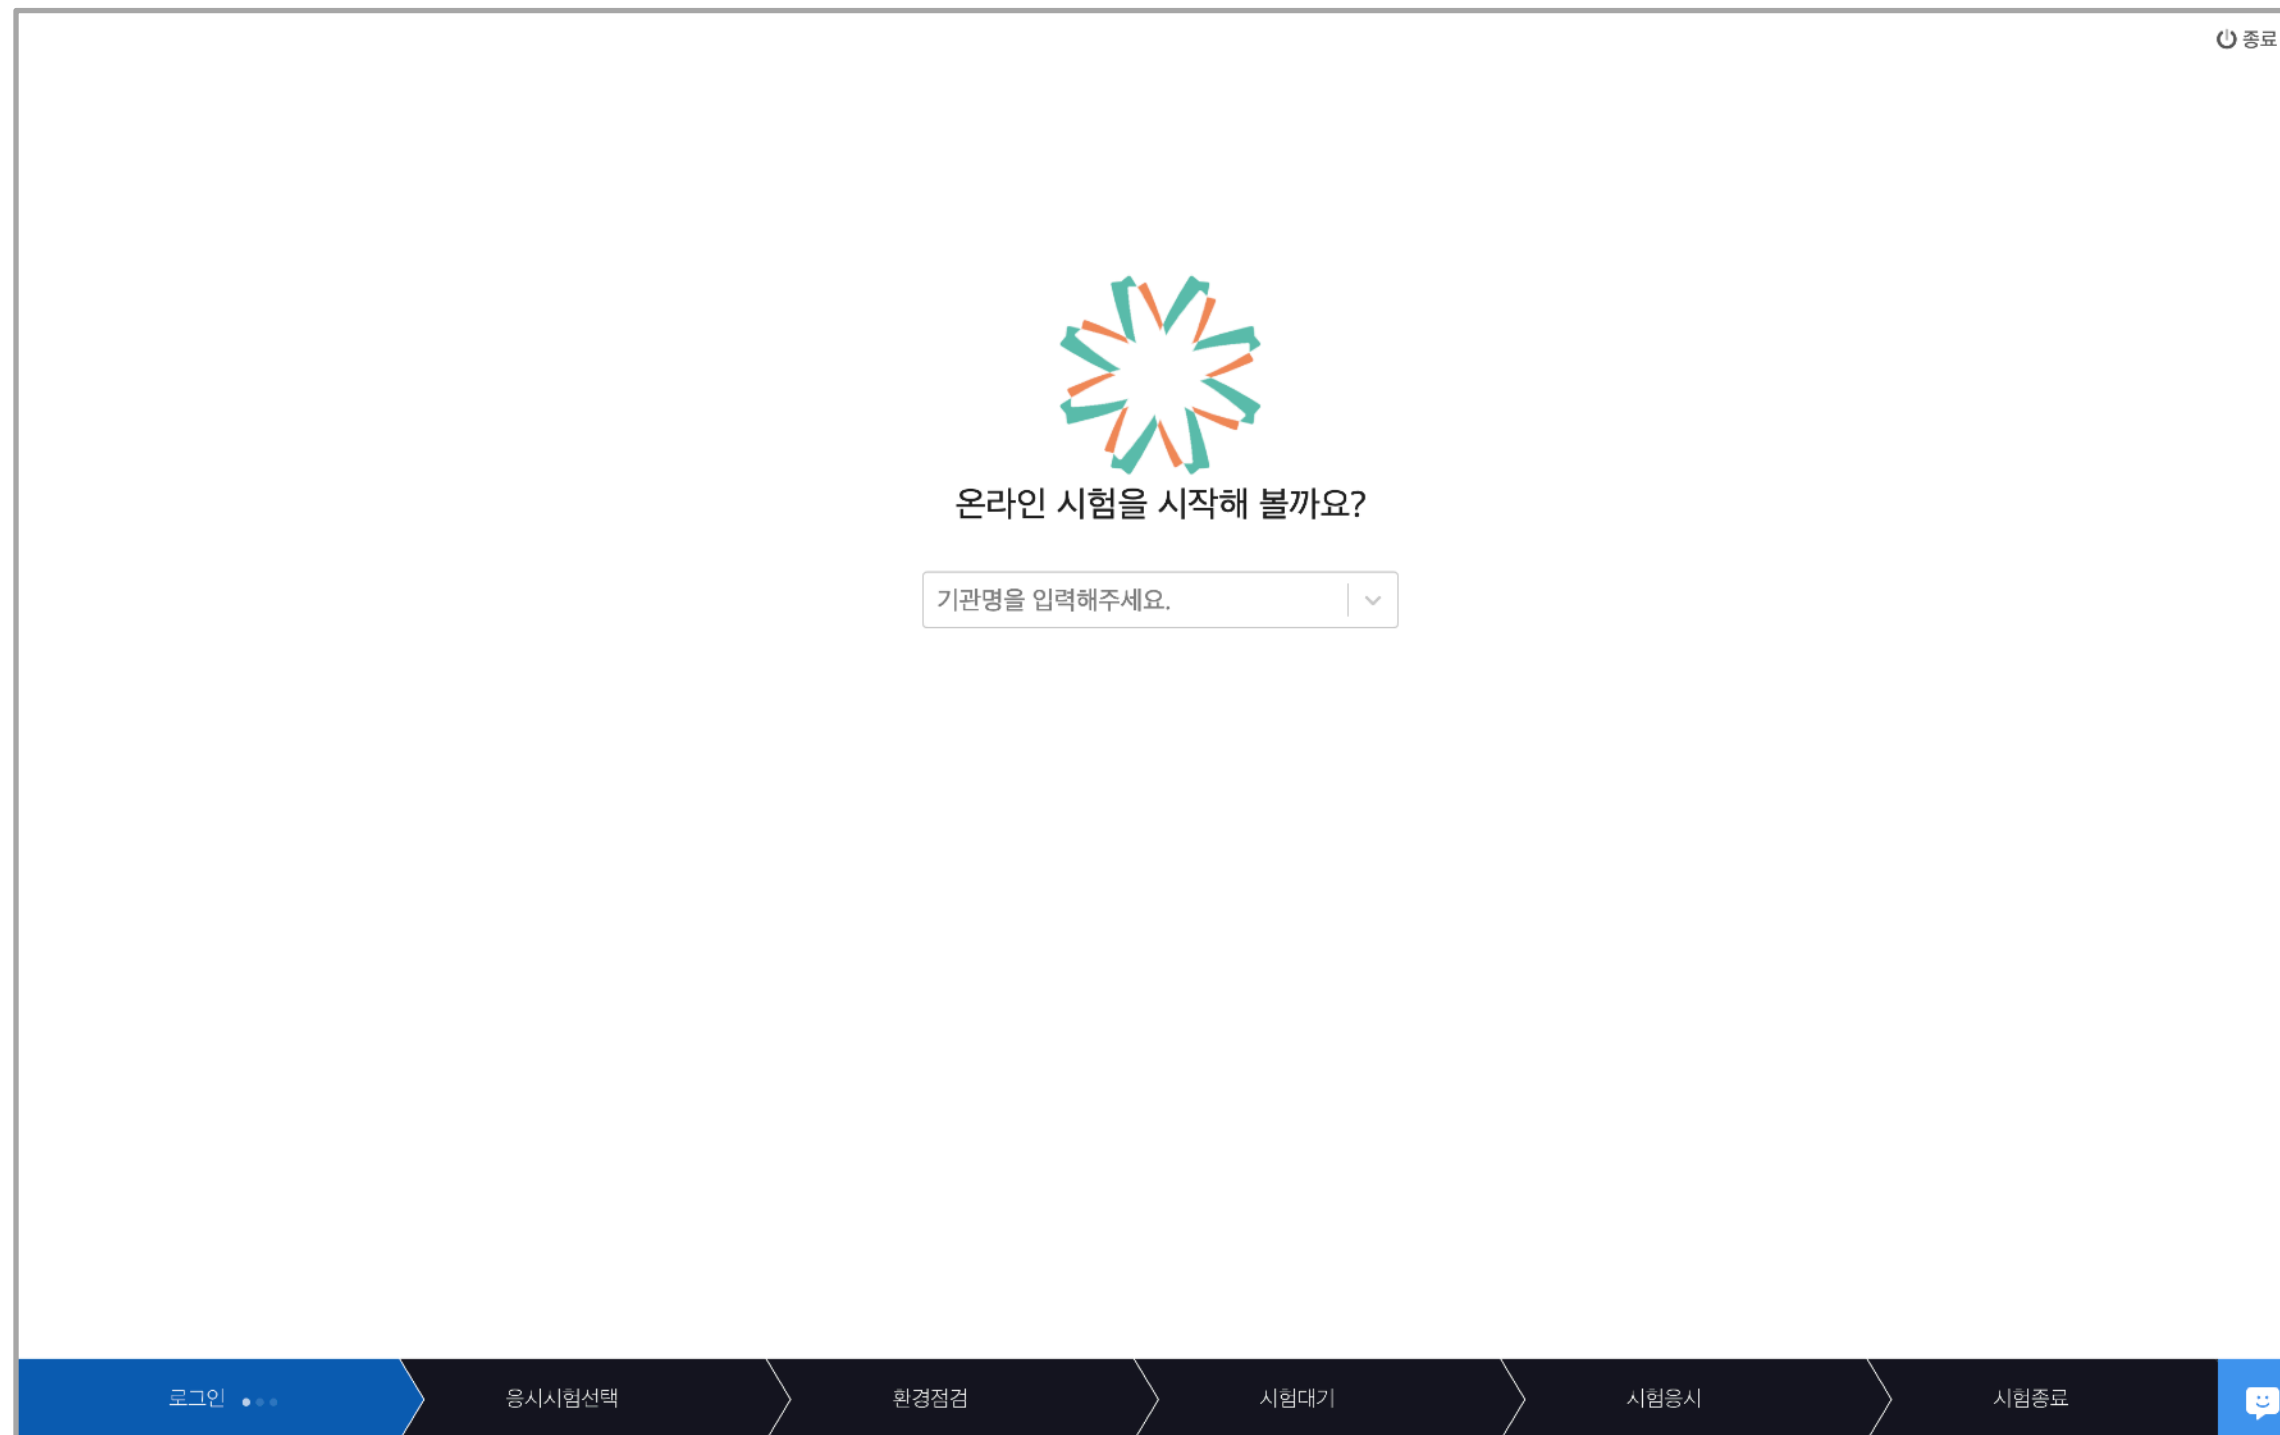 종료
온라인 시험을 시작해 볼까요?
기관명을 입력해주세요.
로그인
응시시험선택
환경점검
시험대기
시험응시
시험종료